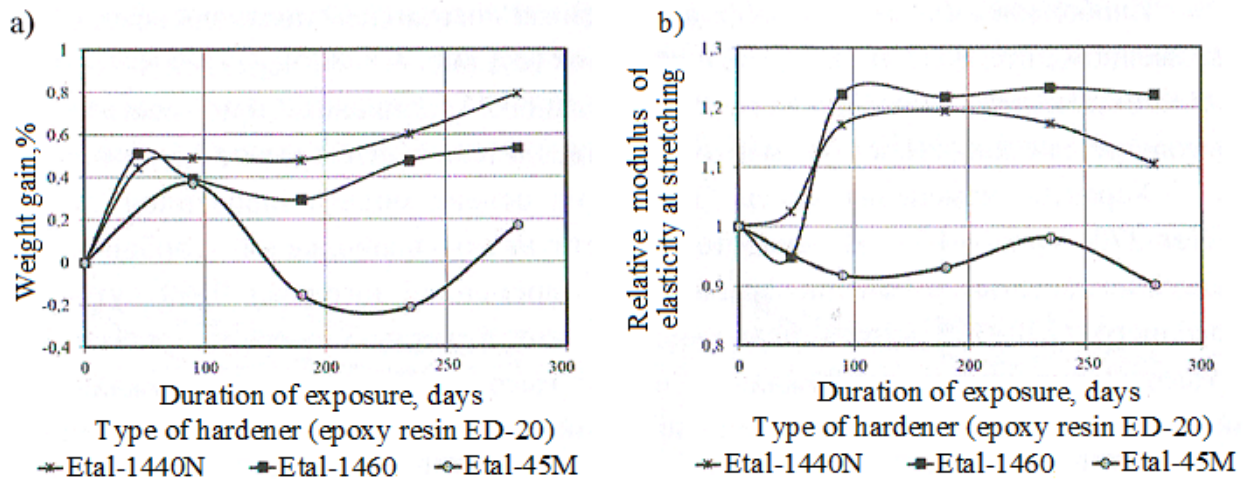 a)
1
0,8
0,6
0,4
0,2
0
-0,2
-0,4
Weight gain, %
0 100 200 250 300
Duration of exposure, days
Type of hardener (epoxy resin ED-20)
Etal-1440N Etal-1460 Etal-45M
b)
1,3
1,2
1,1
1
0,9
0,8
Relative modulus of
elasticity at stretching
0 100 200 250 300
Duration of exposure, days
Type of hardener (epoxy resin ED-20)
Etal-1440N Etal-1460 Etal-45M